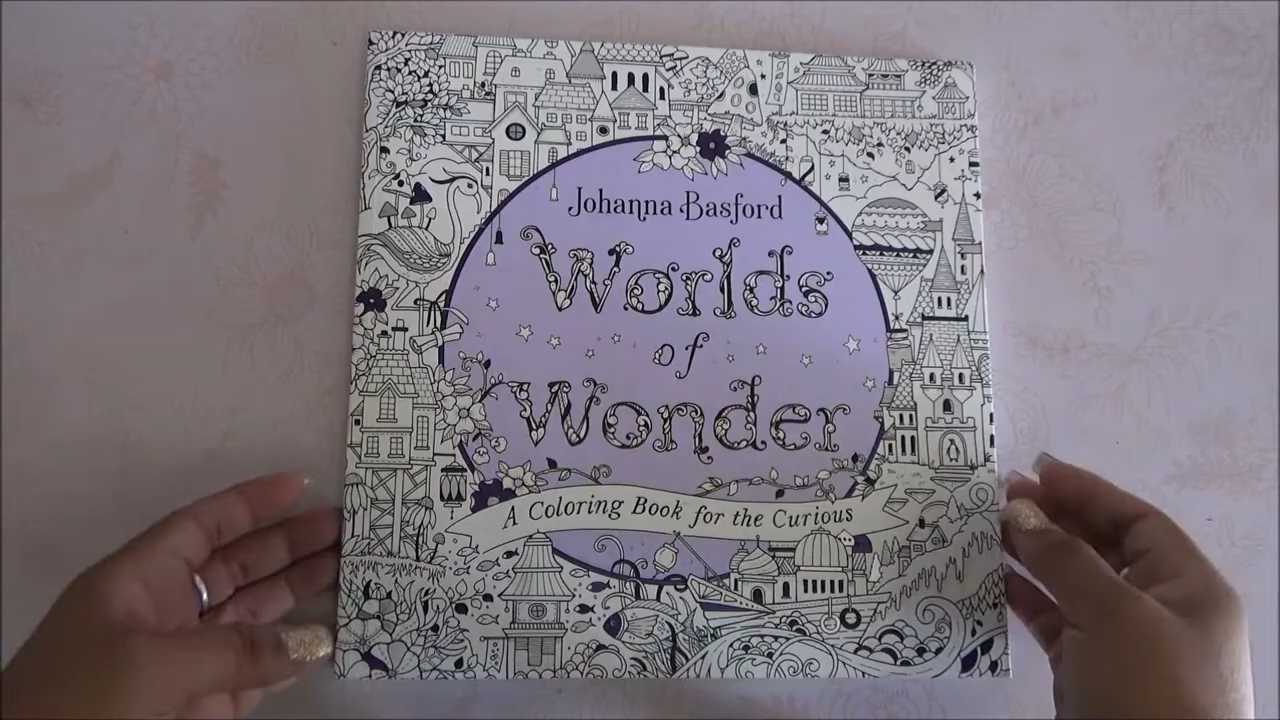 Johanna Basford
Worlds
of
Wonder
A Coloring Book for the Curious